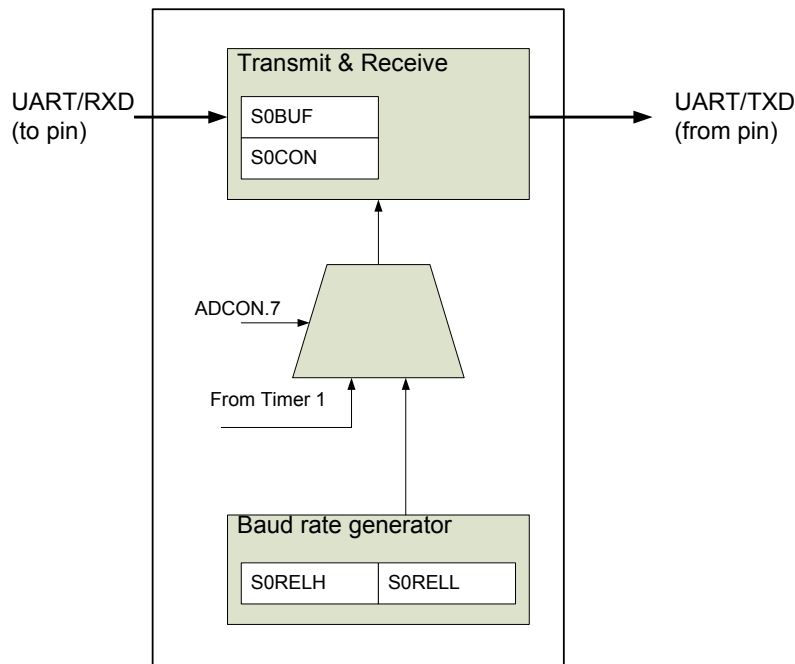 Transmit & Receive
UART/RXD
(to pin)
S0BUF
S0CON
UART/TXD
(from pin)
ADCON.7
From Timer 1
Baud rate generator
S0RELH
S0RELL